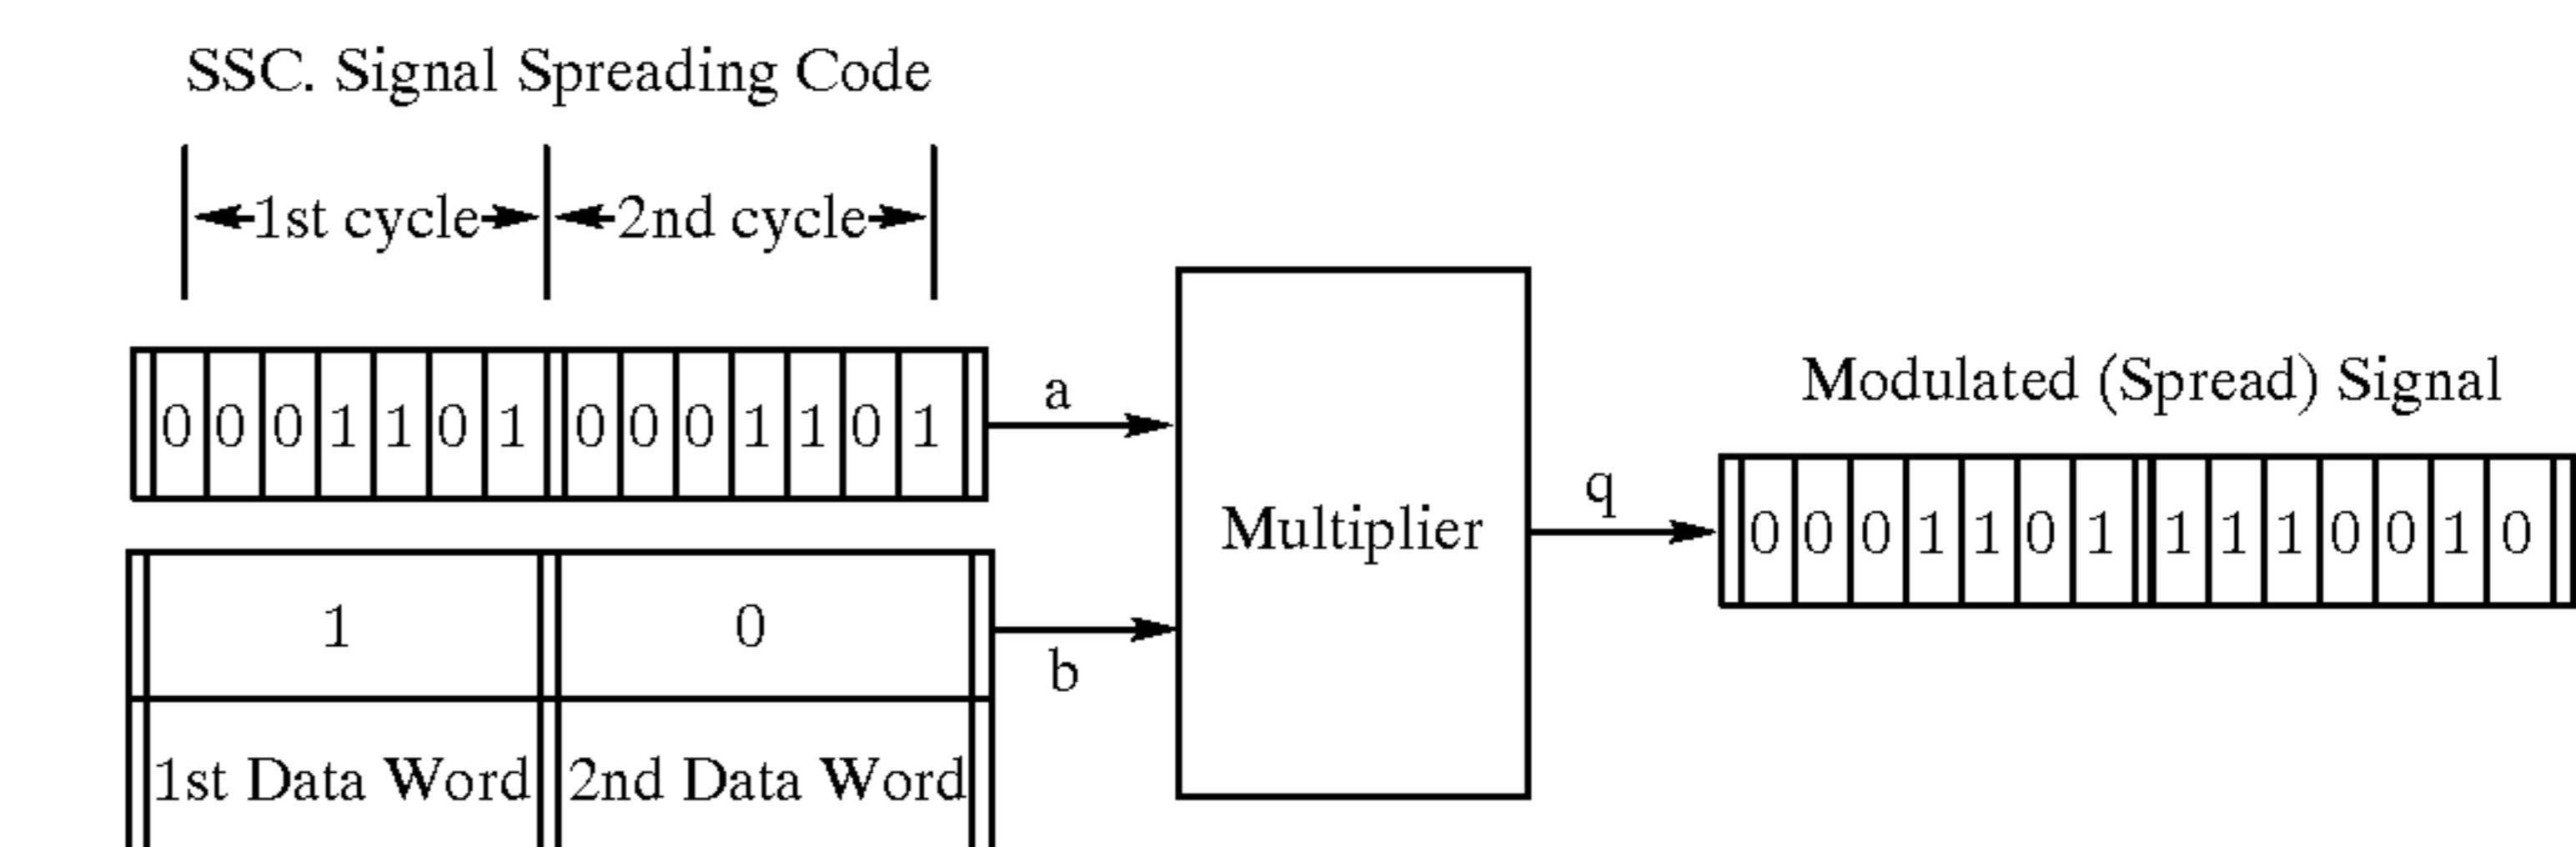 SSC. Signal Spreading Code
1st cycle 2nd cycle
0 0 0 1 1 0 1 0 0 0 1 1 0 1
a
1 0
b
1st Data Word 2nd Data Word
Multiplier
q
Modulated (Spread) Signal
0 0 0 1 1 0 1 1 1 1 0 0 1 0